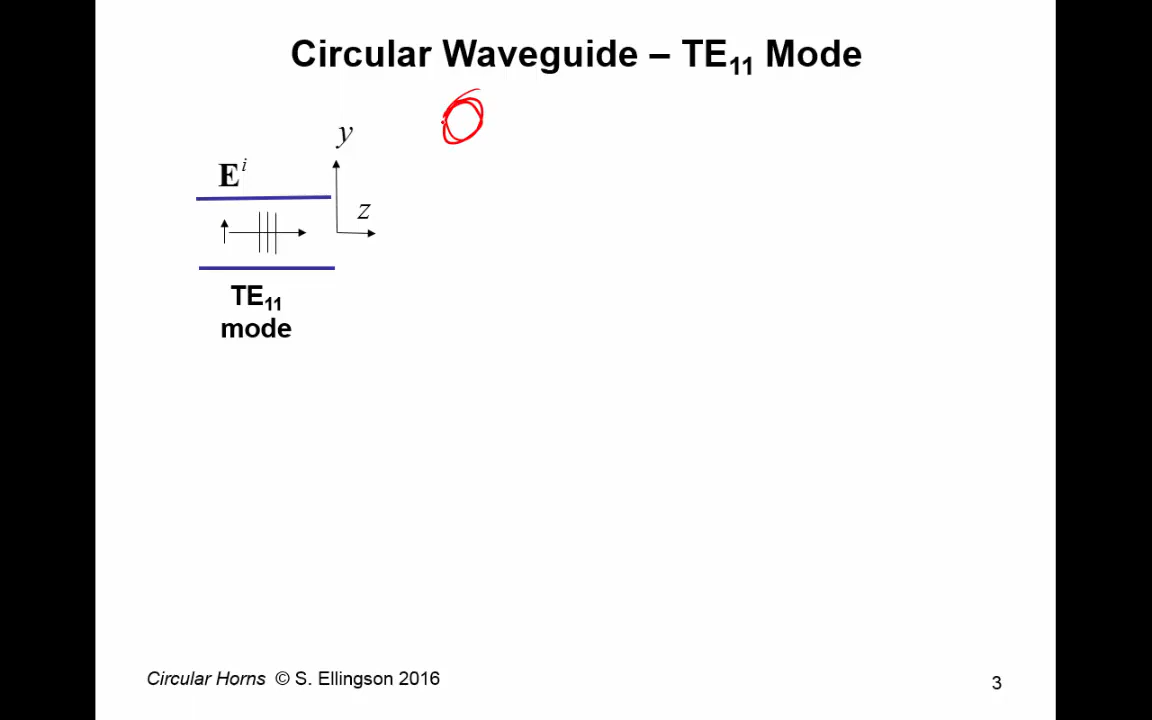 Circular Waveguide – TE11 Mode
y
E^i
z
TE11
mode
Circular Horns © S. Ellingson 2016
3